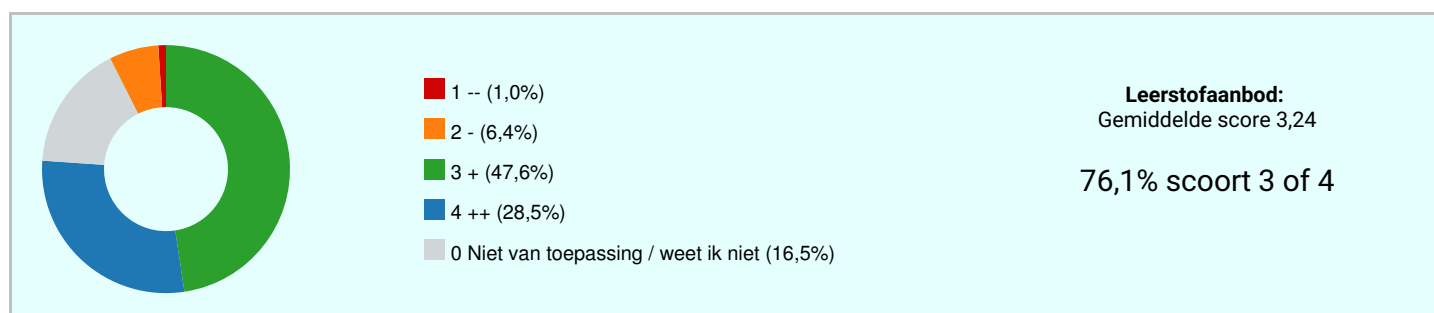 1 -- (1,0%)
2 - (6,4%)
3 + (47,6%)
4 ++ (28,5%)
0 Niet van toepassing / weet ik niet (16,5%)
Leerstofaanbod:
Gemiddelde score 3,24
76,1% scoort 3 of 4